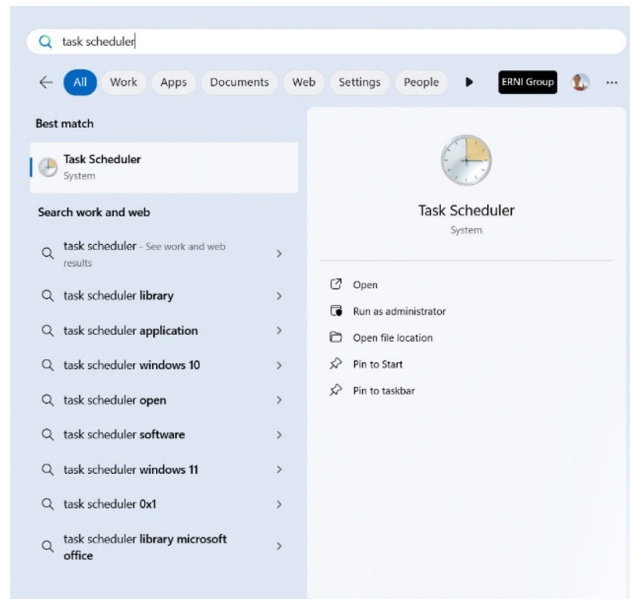 task scheduler
All Work Apps Documents Web Settings People ERNI Group ...
Best match
Task Scheduler
System
Search work and web
task scheduler - See work and web
results
task scheduler library
task scheduler application
task scheduler windows 10
task scheduler open
task scheduler software
task scheduler windows 11
task scheduler 0x1
task scheduler library microsoft
office
Task Scheduler
System
Open
Run as administrator
Open file location
Pin to Start
Pin to taskbar